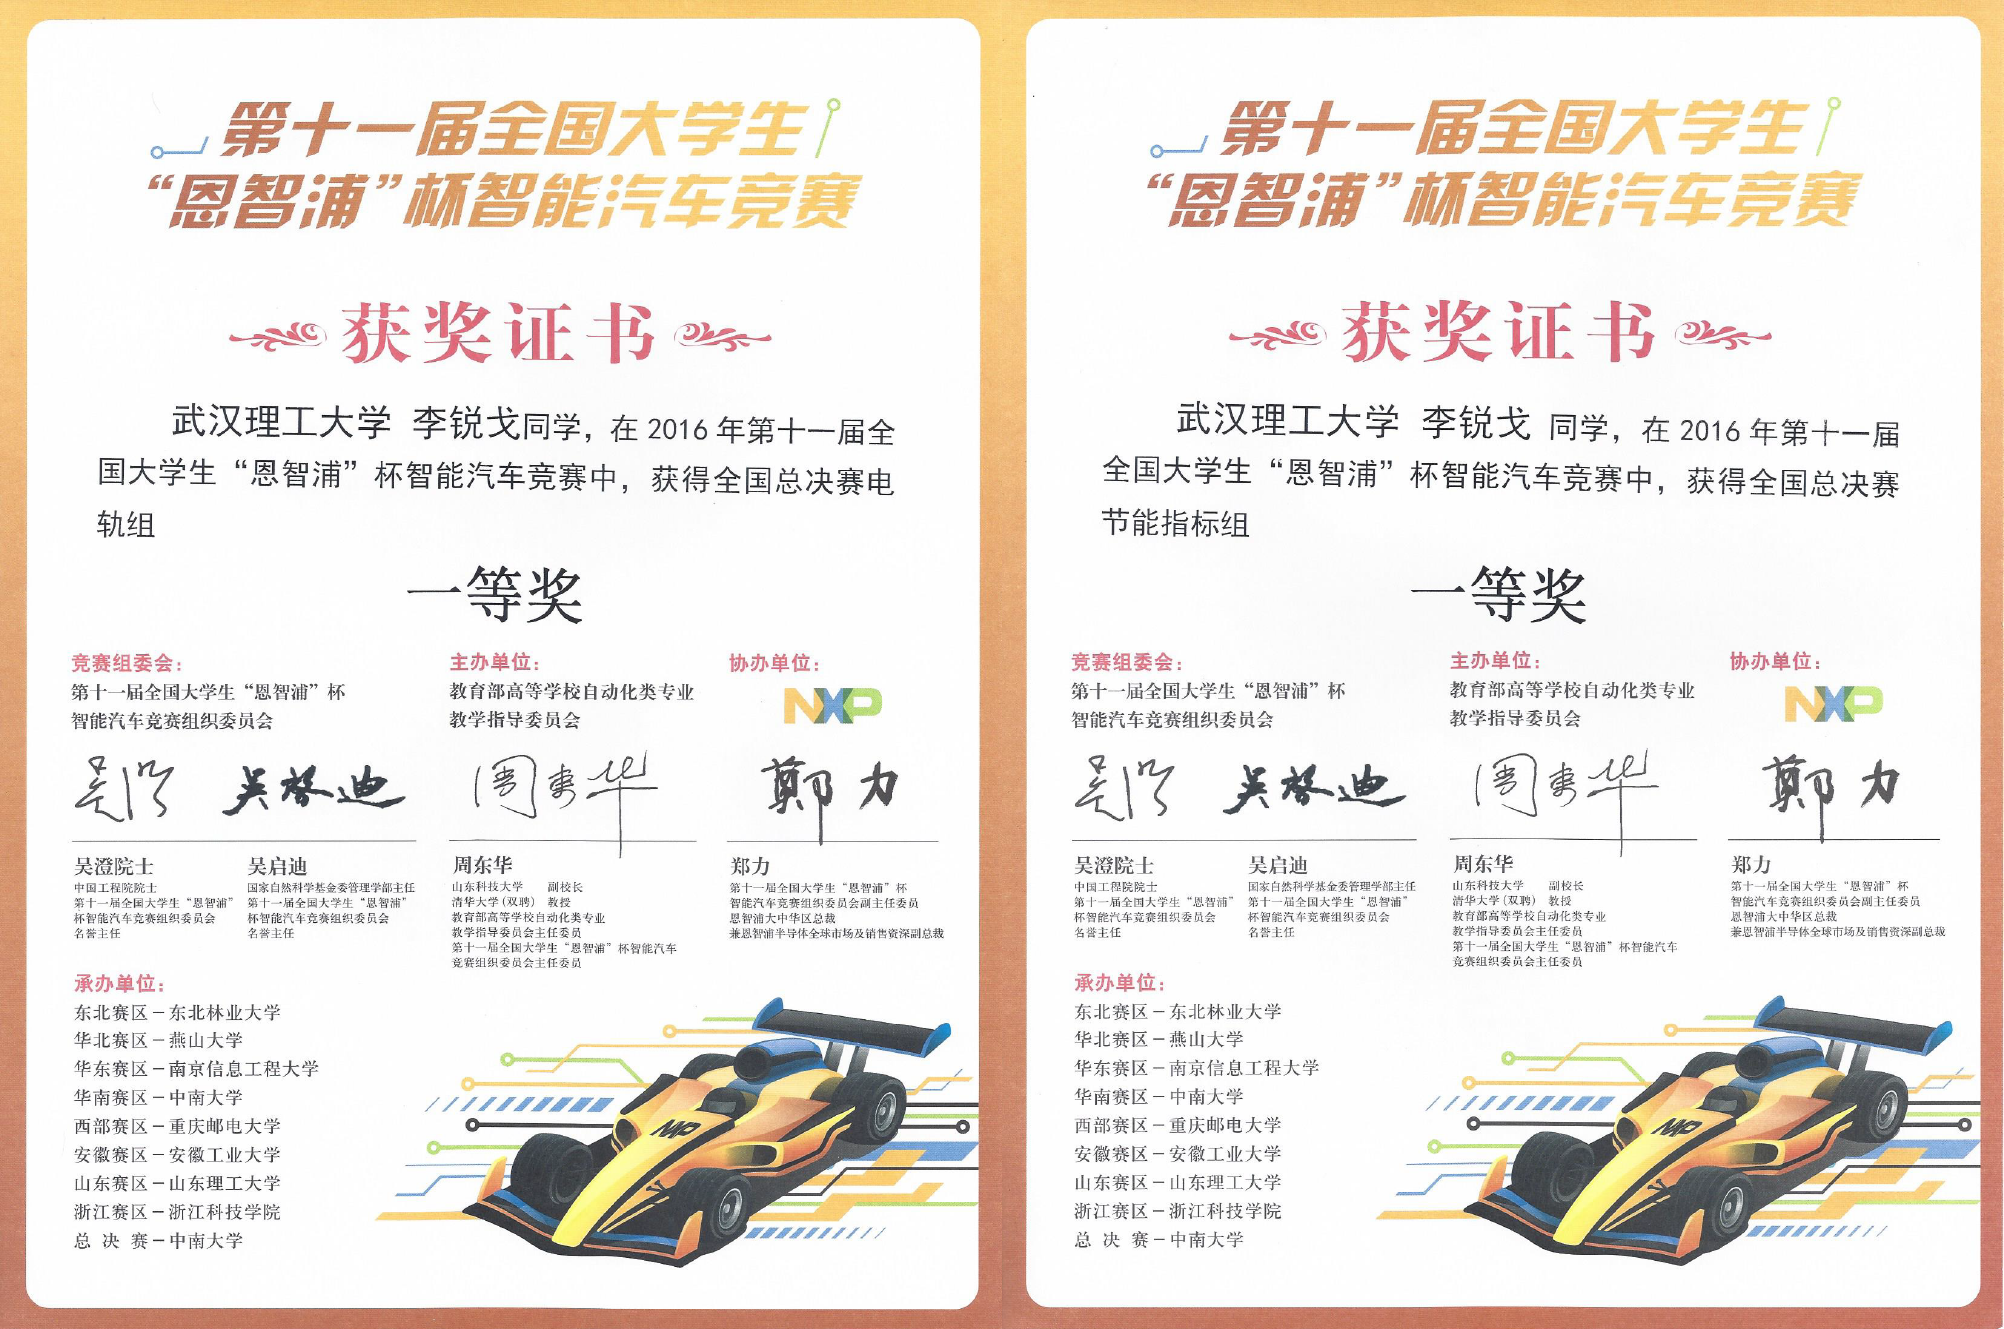 第十一届全国大学生
“恩智浦”杯智能汽车竞赛
获奖证书
武汉理工大学 李锐戈同学，在 2016 年第十一届全
国大学生“恩智浦”杯智能汽车竞赛中，获得全国总决赛电
轨组
一等奖
竞赛组委会：
第十一届全国大学生“恩智浦”杯
智能汽车竞赛组织委员会
主办单位：
教育部高等学校自动化类专业
教学指导委员会
协办单位：
NXP
吴澄 吴启迪
周东华
鄭力
吴澄院士
中国工程院院士
第十一届全国大学生“恩智浦”
杯智能汽车竞赛组织委员会
名誉主任
吴启迪
国家自然科学基金委管理学部主任
第十一届全国大学生“恩智浦”
杯智能汽车竞赛组织委员会
名誉主任
周东华
山东科技大学 副校长
清华大学(双聘) 教授
教育部高等学校自动化类专业
教学指导委员会主任委员
第十一届全国大学生“恩智浦”杯智能汽车
竞赛组织委员会主任委员
郑力
第十一届全国大学生“恩智浦”杯
智能汽车竞赛组织委员会副主任委员
恩智浦大中华区总裁
兼恩智浦半导体全球市场及销售资深副总裁
承办单位：
东北赛区－东北林业大学
华北赛区－燕山大学
华东赛区－南京信息工程大学
华南赛区－中南大学
西部赛区－重庆邮电大学
安徽赛区－安徽工业大学
山东赛区－山东理工大学
浙江赛区－浙江科技学院
总 决 赛－中南大学
NXP
第十一届全国大学生
“恩智浦”杯智能汽车竞赛
获奖证书
武汉理工大学 李锐戈 同学，在 2016 年第十一届
全国大学生“恩智浦”杯智能汽车竞赛中，获得全国总决赛
节能指标组
一等奖
竞赛组委会：
第十一届全国大学生“恩智浦”杯
智能汽车竞赛组织委员会
主办单位：
教育部高等学校自动化类专业
教学指导委员会
协办单位：
NXP
吴澄 吴启迪
周东华
鄭力
吴澄院士
中国工程院院士
第十一届全国大学生“恩智浦”
杯智能汽车竞赛组织委员会
名誉主任
吴启迪
国家自然科学基金委管理学部主任
第十一届全国大学生“恩智浦”
杯智能汽车竞赛组织委员会
名誉主任
周东华
山东科技大学 副校长
清华大学(双聘) 教授
教育部高等学校自动化类专业
教学指导委员会主任委员
第十一届全国大学生“恩智浦”杯智能汽车
竞赛组织委员会主任委员
郑力
第十一届全国大学生“恩智浦”杯
智能汽车竞赛组织委员会副主任委员
恩智浦大中华区总裁
兼恩智浦半导体全球市场及销售资深副总裁
承办单位：
东北赛区－东北林业大学
华北赛区－燕山大学
华东赛区－南京信息工程大学
华南赛区－中南大学
西部赛区－重庆邮电大学
安徽赛区－安徽工业大学
山东赛区－山东理工大学
浙江赛区－浙江科技学院
总 决 赛－中南大学
NXP